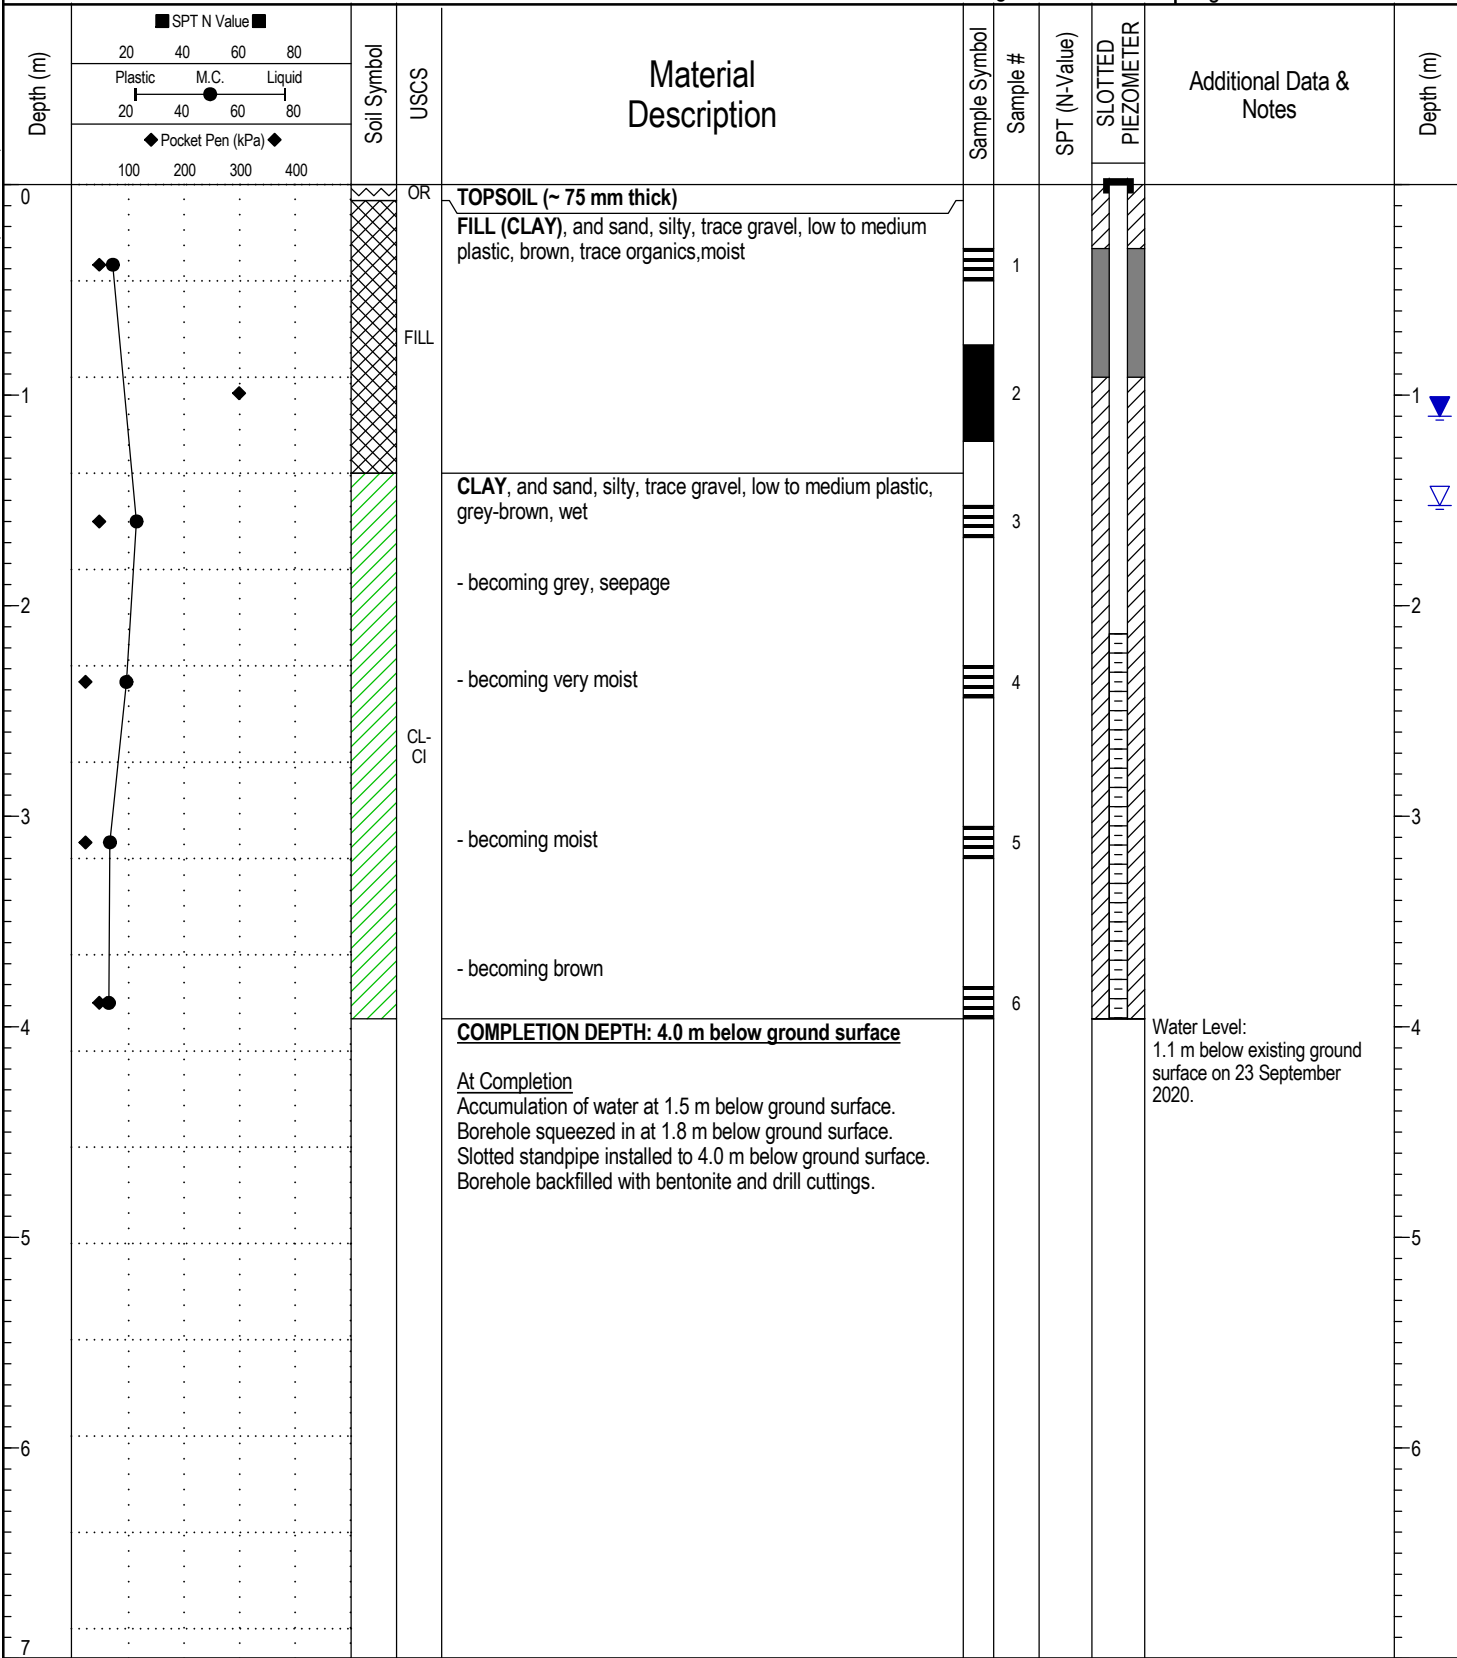 SPT N Value
20 40 60 80
Plastic M.C. Liquid
20 40 60 80
Pocket Pen (kPa)
100 200 300 400
Depth (m)
Soil Symbol
USCS
Material
Description
Sample Symbol
Sample #
SPT (N-Value)
SLOTTED
PIEZOMETER
Additional Data &
Notes
Depth (m)
0
OR
TOPSOIL (~ 75 mm thick)
FILL (CLAY), and sand, silty, trace gravel, low to medium
plastic, brown, trace organics,moist
1
FILL
1
2
1
CLAY, and sand, silty, trace gravel, low to medium plastic,
grey-brown, wet
3
- becoming grey, seepage
2
2
- becoming very moist
4
CL-
CI
3
3
- becoming moist
5
- becoming brown
6
4
4
COMPLETION DEPTH: 4.0 m below ground surface
Water Level:
1.1 m below existing ground
surface on 23 September
2020.
At Completion
Accumulation of water at 1.5 m below ground surface.
Borehole squeezed in at 1.8 m below ground surface.
Slotted standpipe installed to 4.0 m below ground surface.
Borehole backfilled with bentonite and drill cuttings.
5
5
6
6
7